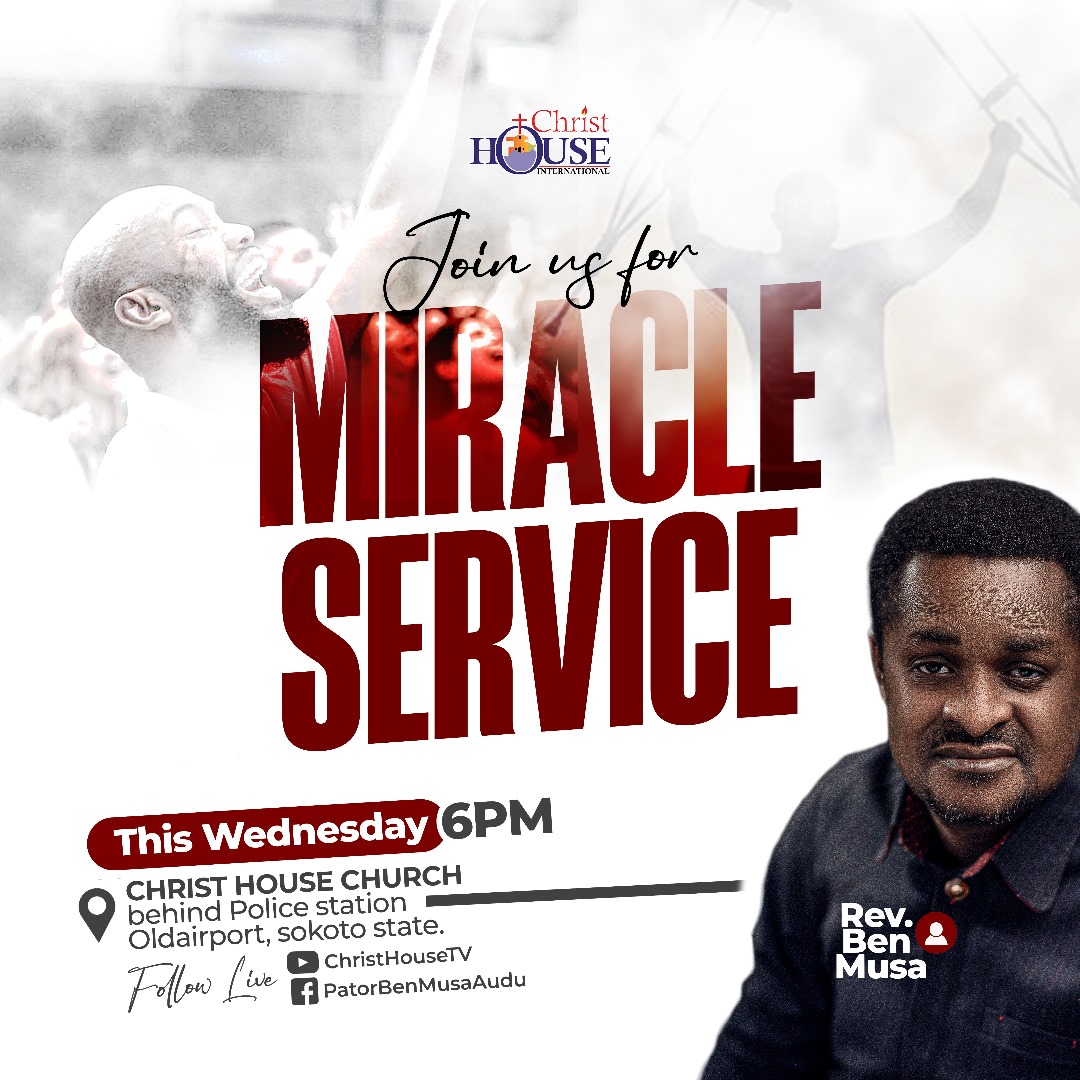 Christ
HOUSE
INTERNATIONAL
Join us for
MIRACLE
SERVICE
This Wednesday 6PM
CHRIST HOUSE CHURCH
behind Police station
Oldairport, sokoto state.
Follow Live
ChristHouseTV
PatorBenMusaAudu
Rev.
Ben
Musa